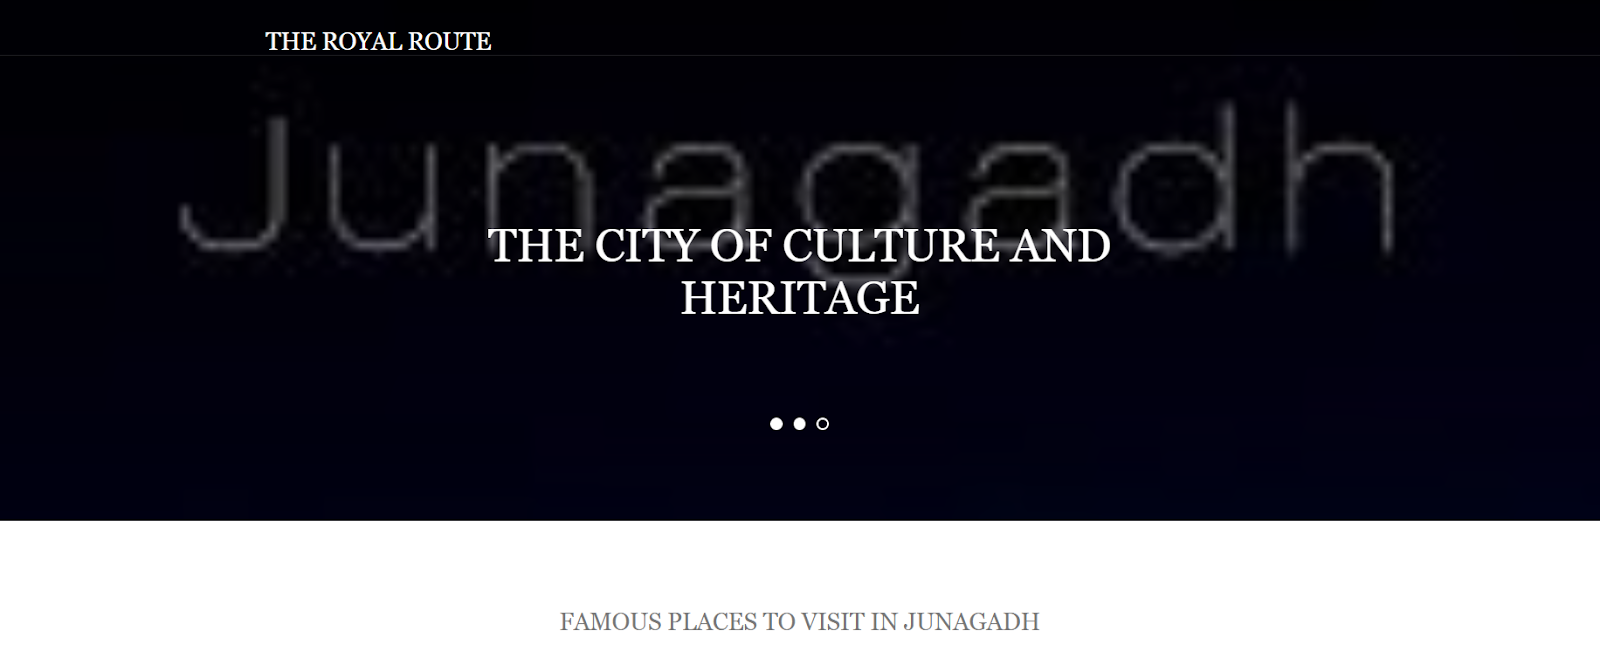 THE ROYAL ROUTE
Junagadh
THE CITY OF CULTURE AND
HERITAGE
FAMOUS PLACES TO VISIT IN JUNAGADH